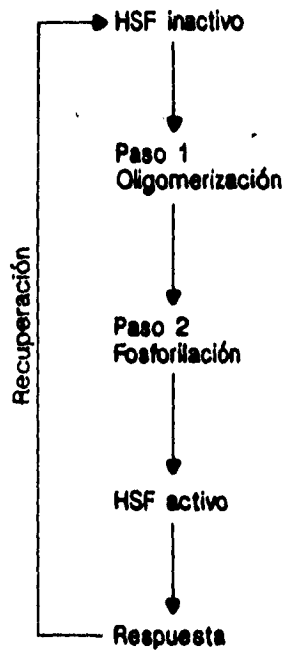 HSF inactivo
Paso 1
Oligomerización
Paso 2
Fosforilación
HSF activo
Respuesta
Recuperación